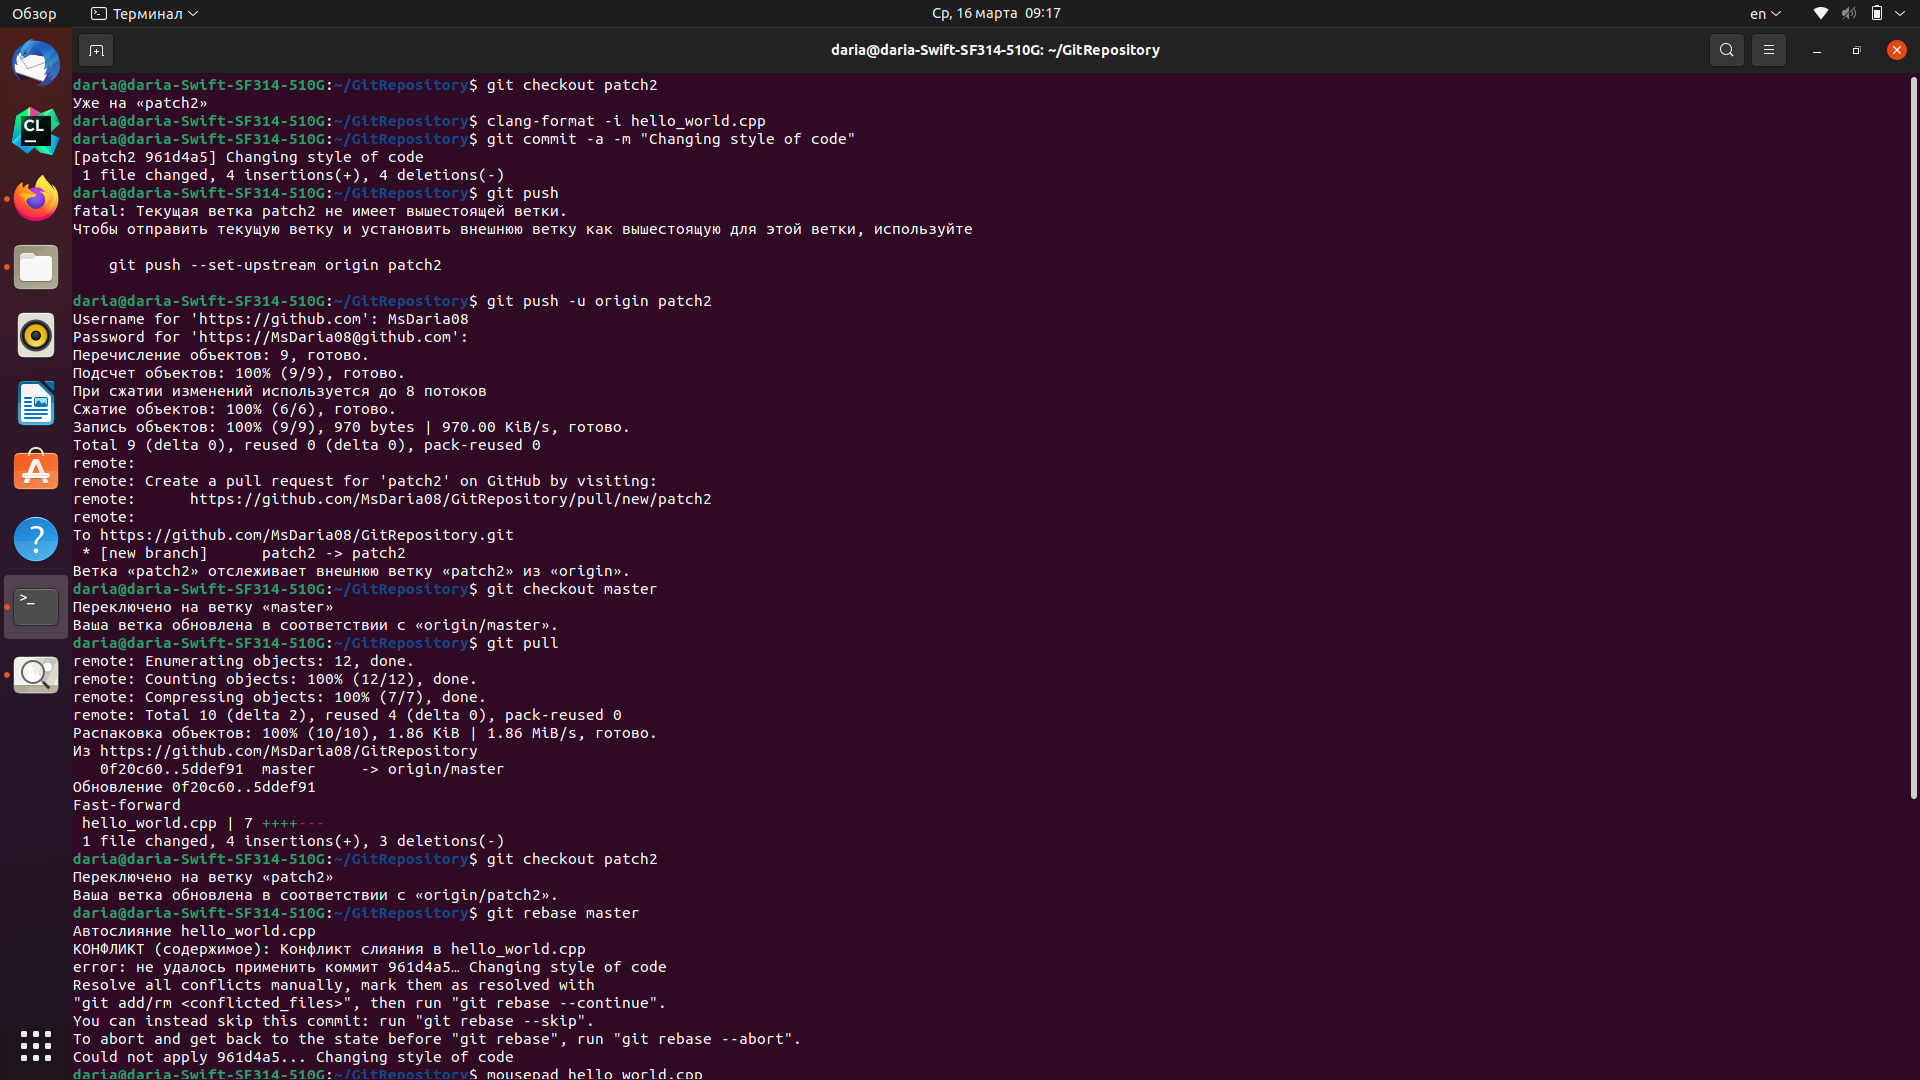 Обзор
Терминал
Ср, 16 марта 09:17
en
daria@daria-Swift-SF314-510G: ~/GitRepository
daria@daria-Swift-SF314-510G:~/GitRepository$ git checkout patch2
Уже на «patch2»
daria@daria-Swift-SF314-510G:~/GitRepository$ clang-format -i hello_world.cpp
daria@daria-Swift-SF314-510G:~/GitRepository$ git commit -a -m "Changing style of code"
[patch2 961d4a5] Changing style of code
 1 file changed, 4 insertions(+), 4 deletions(-)
daria@daria-Swift-SF314-510G:~/GitRepository$ git push
fatal: Текущая ветка patch2 не имеет вышестоящей ветки.
Чтобы отправить текущую ветку и установить внешнюю ветку как вышестоящую для этой ветки, используйте
    git push --set-upstream origin patch2
daria@daria-Swift-SF314-510G:~/GitRepository$ git push -u origin patch2
Username for 'https://github.com': MsDaria08
Password for 'https://MsDaria08@github.com':
Перечисление объектов: 9, готово.
Подсчет объектов: 100% (9/9), готово.
При сжатии изменений используется до 8 потоков
Сжатие объектов: 100% (6/6), готово.
Запись объектов: 100% (9/9), 970 bytes | 970.00 KiB/s, готово.
Total 9 (delta 0), reused 0 (delta 0), pack-reused 0
remote:
remote: Create a pull request for 'patch2' on GitHub by visiting:
remote:      https://github.com/MsDaria08/GitRepository/pull/new/patch2
remote:
To https://github.com/MsDaria08/GitRepository.git
 * [new branch]      patch2 -> patch2
Ветка «patch2» отслеживает внешнюю ветку «patch2» из «origin».
daria@daria-Swift-SF314-510G:~/GitRepository$ git checkout master
Переключено на ветку «master»
Ваша ветка обновлена в соответствии с «origin/master».
daria@daria-Swift-SF314-510G:~/GitRepository$ git pull
remote: Enumerating objects: 12, done.
remote: Counting objects: 100% (12/12), done.
remote: Compressing objects: 100% (7/7), done.
remote: Total 10 (delta 2), reused 4 (delta 0), pack-reused 0
Распаковка объектов: 100% (10/10), 1.86 KiB | 1.86 MiB/s, готово.
Из https://github.com/MsDaria08/GitRepository
   0f20c60..5ddef91  master     -> origin/master
Обновление 0f20c60..5ddef91
Fast-forward
 hello_world.cpp | 7 ++++---
 1 file changed, 4 insertions(+), 3 deletions(-)
daria@daria-Swift-SF314-510G:~/GitRepository$ git checkout patch2
Переключено на ветку «patch2»
Ваша ветка обновлена в соответствии с «origin/patch2».
daria@daria-Swift-SF314-510G:~/GitRepository$ git rebase master
Автослияние hello_world.cpp
КОНФЛИКТ (содержимое): Конфликт слияния в hello_world.cpp
error: не удалось применить коммит 961d4a5… Changing style of code
Resolve all conflicts manually, mark them as resolved with
"git add/rm <conflicted_files>", then run "git rebase --continue".
You can instead skip this commit: run "git rebase --skip".
To abort and get back to the state before "git rebase", run "git rebase --abort".
Could not apply 961d4a5... Changing style of code
daria@daria-Swift-SF314-510G:~/GitRepository$ mousepad hello_world.cpp
CL